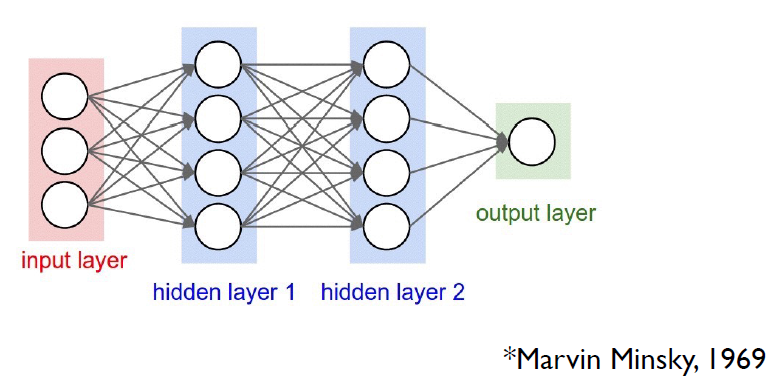 input layer
hidden layer 1
hidden layer 2
output layer
*Marvin Minsky, 1969